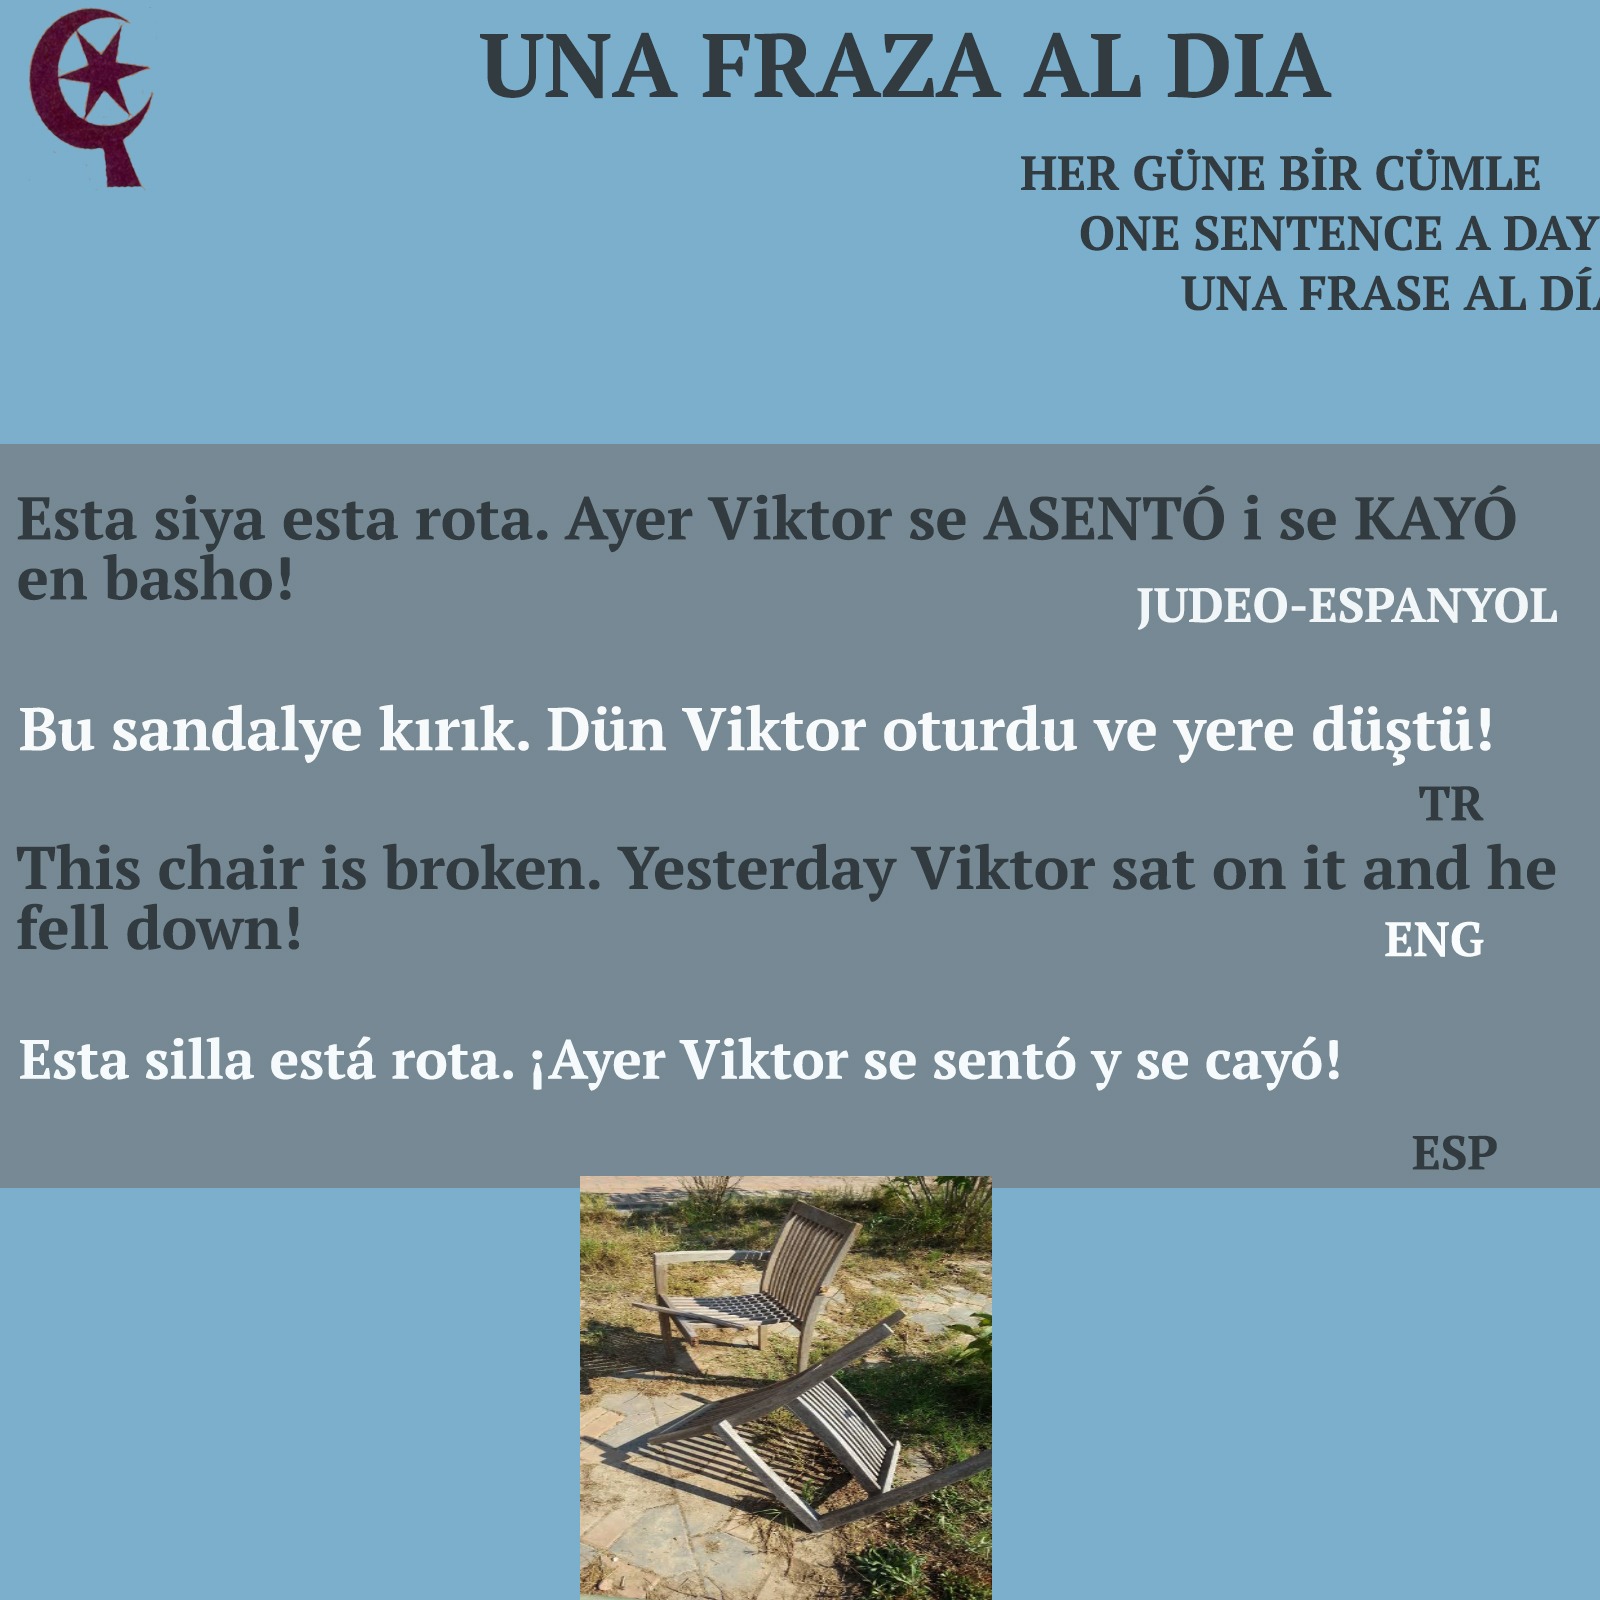 UNA FRAZA AL DIA
HER GÜNE BİR CÜMLE
ONE SENTENCE A DAY
UNA FRASE AL DÍA
Esta siya esta rota. Ayer Viktor se ASENTÓ i se KAYÓ
en basho!
JUDEO-ESPANYOL
Bu sandalye kırık. Dün Viktor oturdu ve yere düştü!
TR
This chair is broken. Yesterday Viktor sat on it and he
fell down!
ENG
Esta silla está rota. ¡Ayer Viktor se sentó y se cayó!
ESP